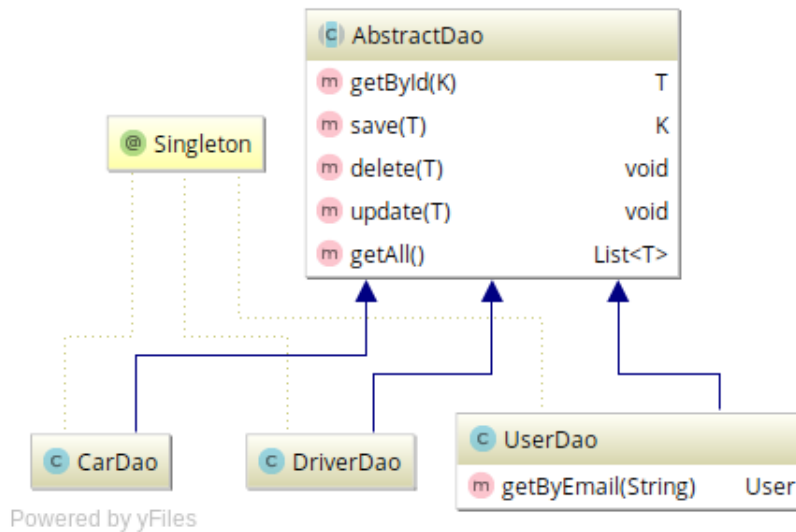 AbstractDao
getById(K) T
save(T) K
delete(T) void
update(T) void
getAll() List<T>
@ Singleton
C CarDao
C DriverDao
C UserDao
m getByEmail(String) User
Powered by yFiles